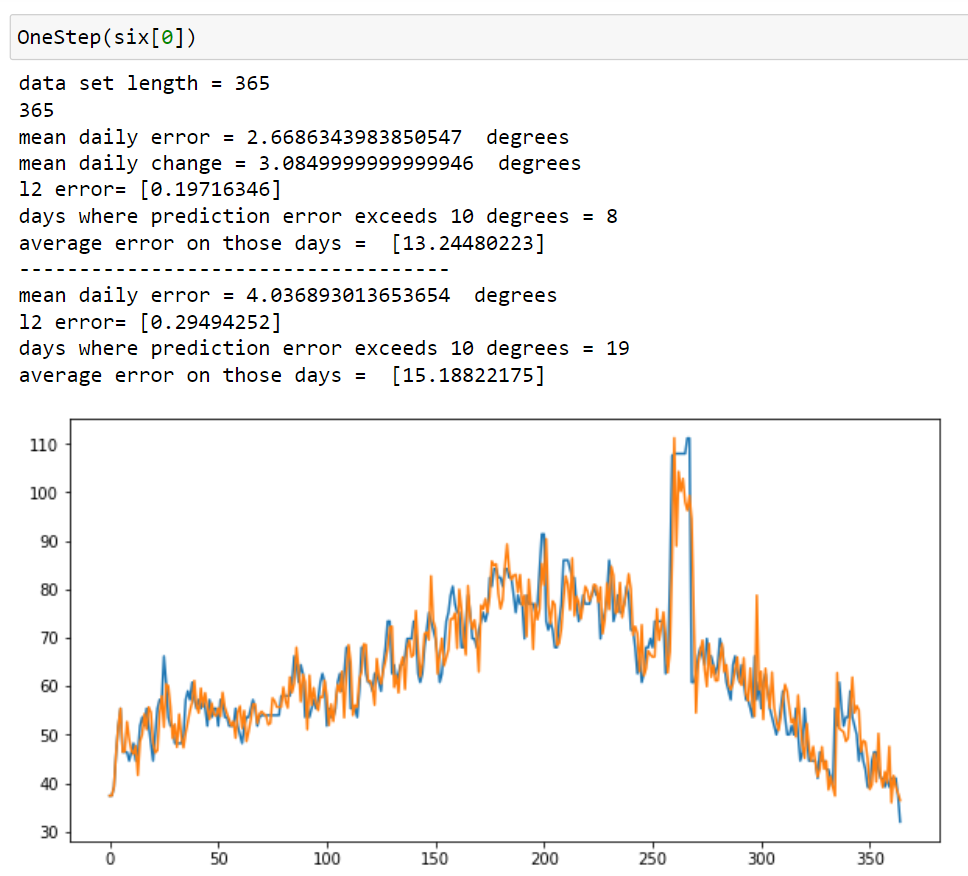 OneStep(six[0])
data set length = 365
365
mean daily error = 2.6686343983850547  degrees
mean daily change = 3.0849999999999946  degrees
l2 error= [0.19716346]
days where prediction error exceeds 10 degrees = 8
average error on those days =  [13.24480223]
------------------------------------
mean daily error = 4.036893013653654  degrees
l2 error= [0.29494252]
days where prediction error exceeds 10 degrees = 19
average error on those days =  [15.18822175]
110
100
90
80
70
60
50
40
30
0 50 100 150 200 250 300 350